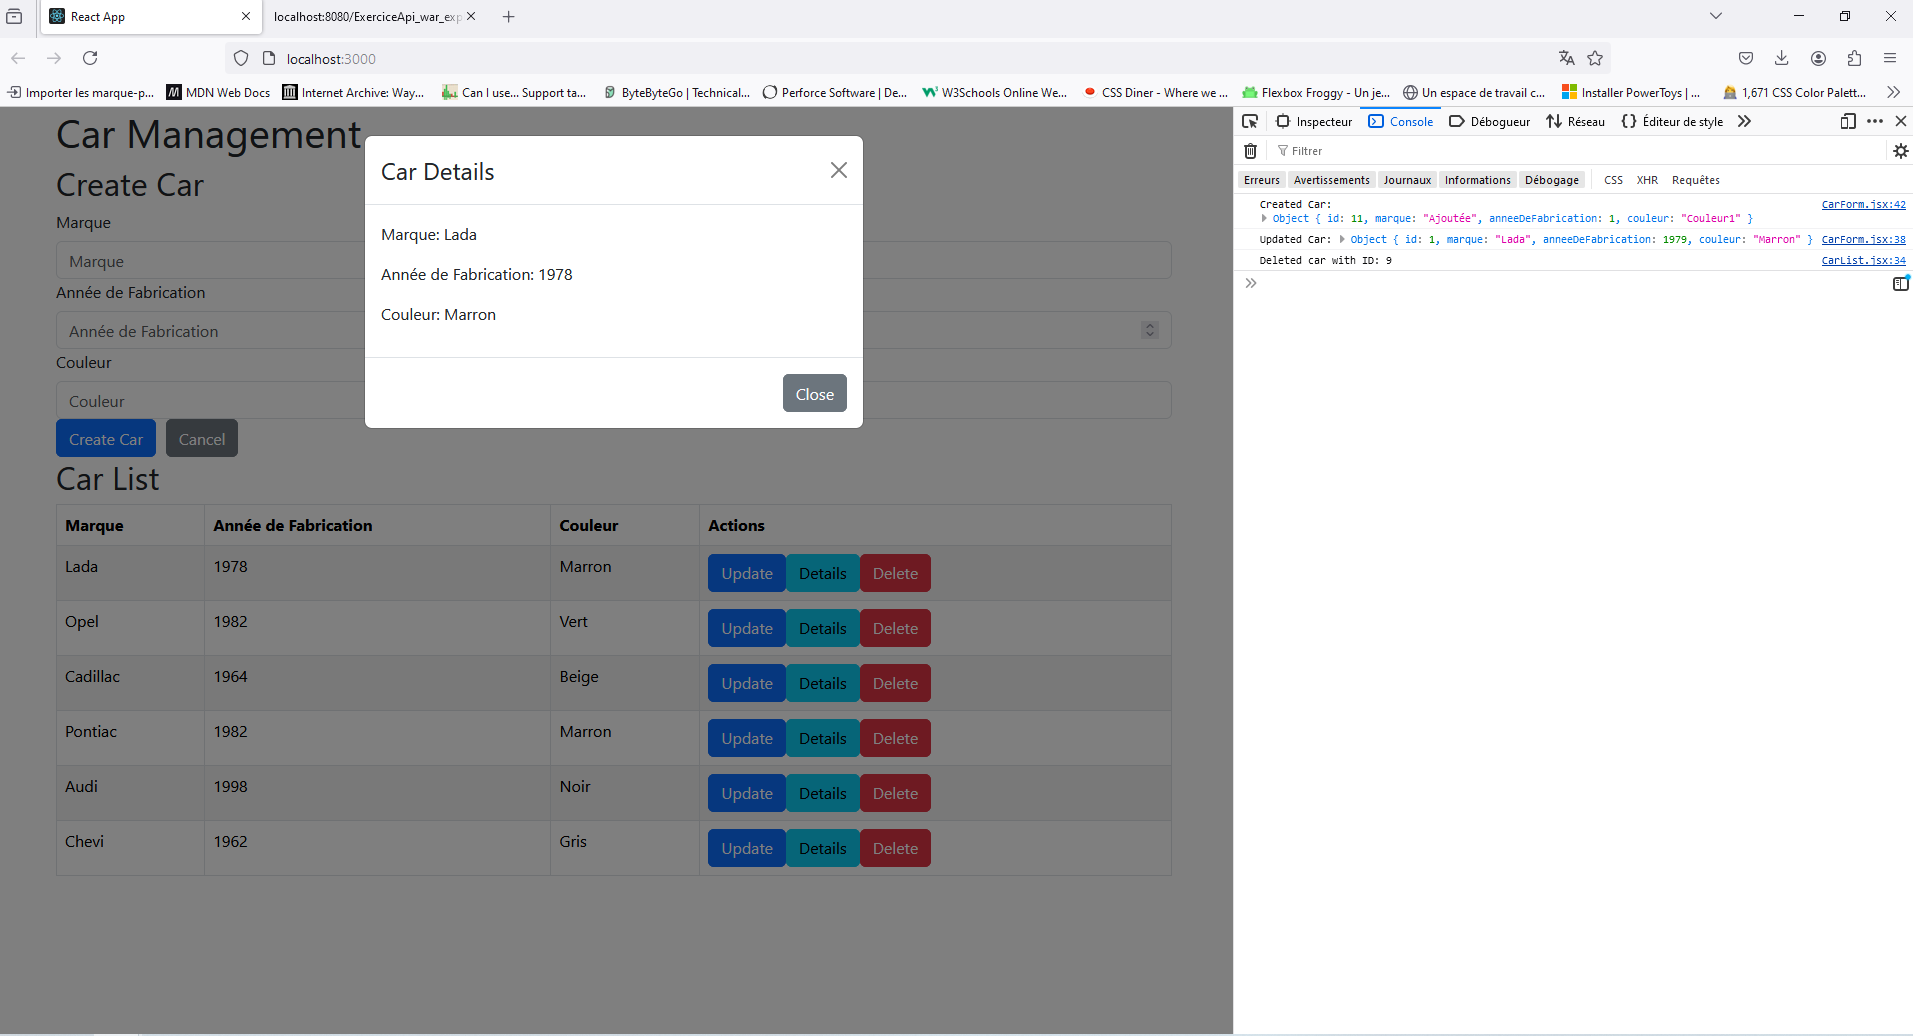 React App
localhost:8080/ExerciceApi_war_exp
localhost:3000
Importer les marque-p...
MDN Web Docs
Internet Archive: Way...
Can I use... Support ta...
ByteByteGo | Technical...
Perforce Software | De...
W3Schools Online We...
CSS Diner - Where we ...
Flexbox Froggy - Un je...
Un espace de travail c...
Installer PowerToys | ...
1,671 CSS Color Palett...
Car Management
Create Car
Marque
Marque
Année de Fabrication
Année de Fabrication
Couleur
Couleur
Create Car Cancel
Car Details
Marque: Lada
Année de Fabrication: 1978
Couleur: Marron
Close
Car List
Marque Année de Fabrication Couleur Actions
Lada 1978 Marron Update Details Delete
Opel 1982 Vert Update Details Delete
Cadillac 1964 Beige Update Details Delete
Pontiac 1982 Marron Update Details Delete
Audi 1998 Noir Update Details Delete
Chevi 1962 Gris Update Details Delete
Inspecteur Console Débogueur Réseau {} Éditeur de style
Filtrer
Erreurs Avertissements Journaux Informations Débogage CSS XHR Requêtes
Created Car: CarForm.jsx:42
Object { id: 11, marque: "Ajoutée", anneeDeFabrication: 1, couleur: "Couleur1" }
Updated Car: Object { id: 1, marque: "Lada", anneeDeFabrication: 1979, couleur: "Marron" } CarForm.jsx:38
Deleted car with ID: 9 CarList.jsx:34